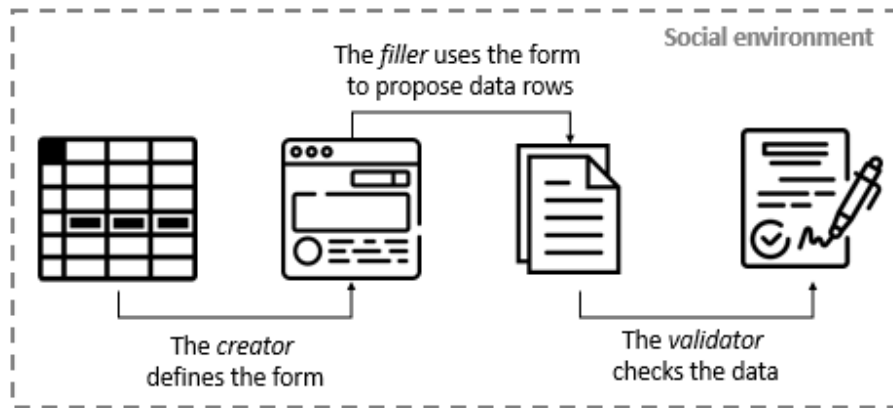 Social environment
The filler uses the form
to propose data rows
The creator
defines the form
The validator
checks the data